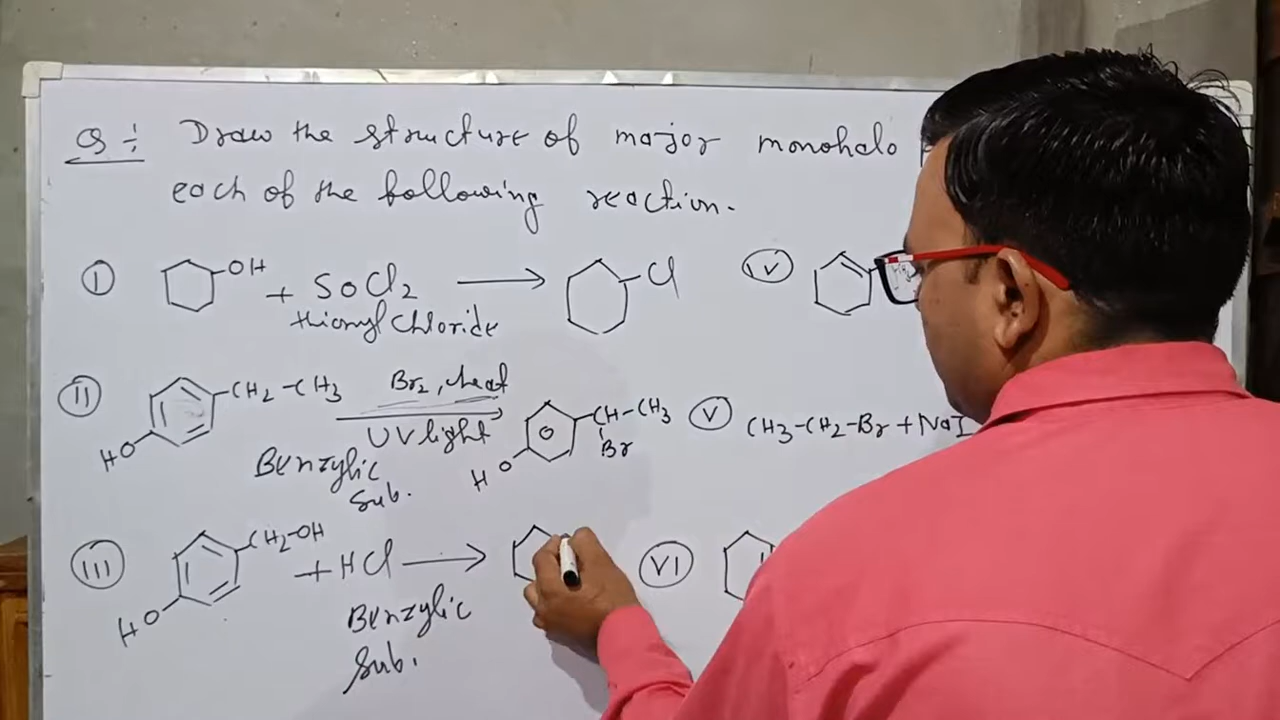 Q :- Draw the structure of major monohalo
each of the following reaction.
I OH + SOCl2 → Cl
thionyl chloride
II HO CH2-CH3 Br2, heat UV light → HO CH-CH3 Br
Benzylic
Sub.
III HO CH2-OH + HCl →
Benzylic
Sub.
IV
V CH3-CH2-Br + NaI
VI